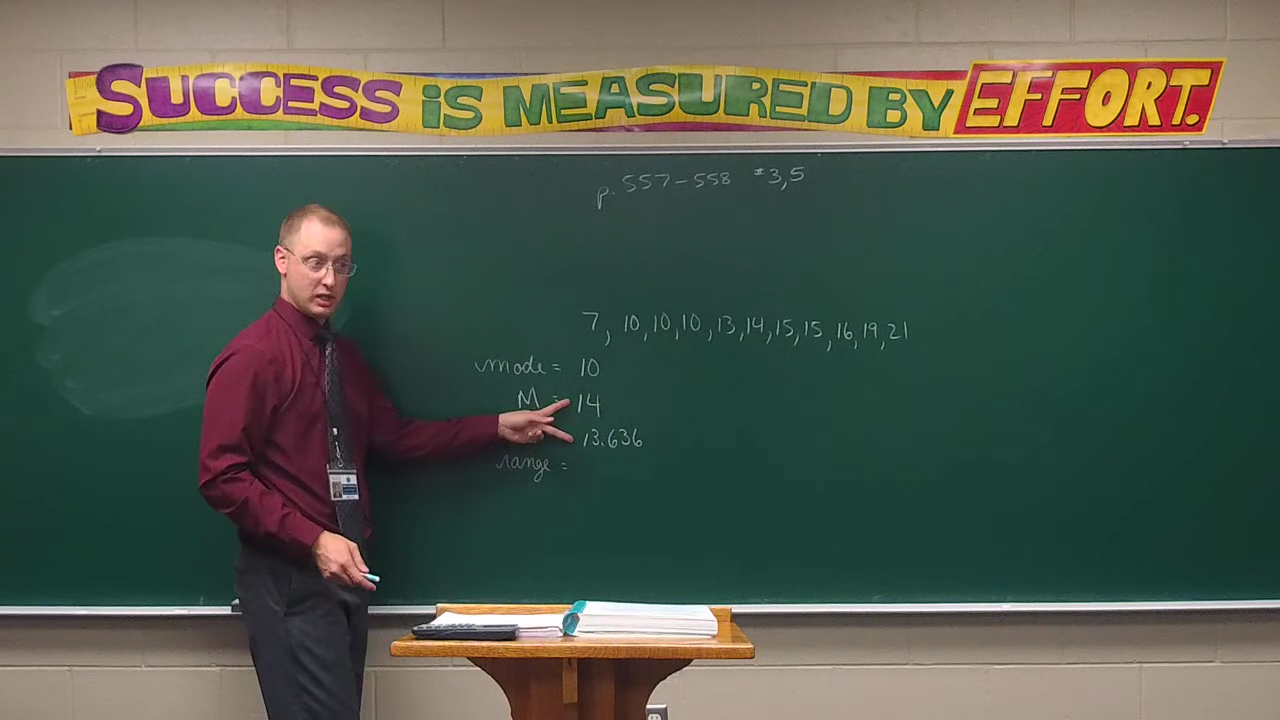 SUCCESS iS MEASURED BY EFFORT.
p. 557-558 #3,5
7, 10, 10, 10, 13, 14, 15, 15, 16, 19, 21
mode = 10
M = 14
13.636
range =